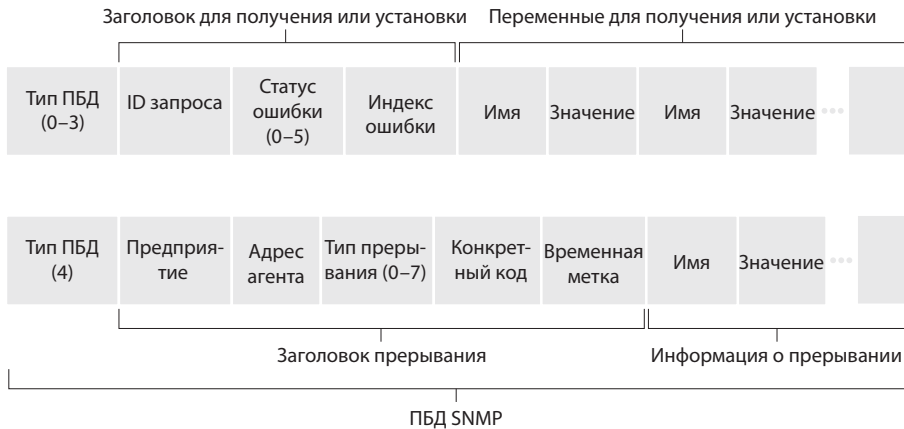 Заголовок для получения или установки
Переменные для получения или установки
Тип ПБД
(0–3)
ID запроса
Статус
ошибки
(0–5)
Индекс
ошибки
Имя
Значение
Имя
Значение
Тип ПБД
(4)
Предприя-
тие
Адрес
агента
Тип преры-
вания (0–7)
Конкрет-
ный код
Временная
метка
Имя
Значение
Заголовок прерывания
Информация о прерывании
ПБД SNMP